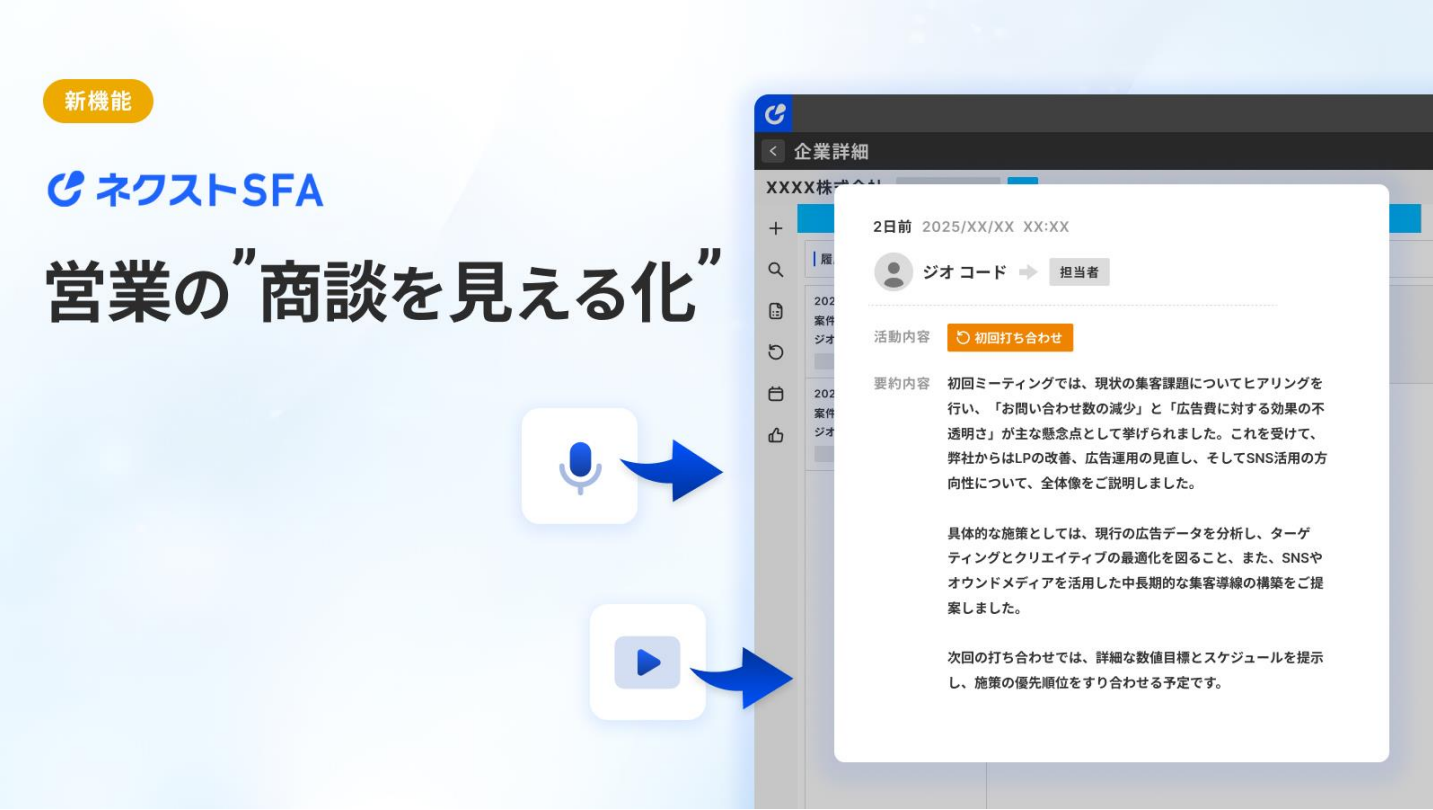 新機能
ネクストSFA
営業の”商談を見える化”
企業詳細
XXXX株
2日前 2025/XX/XX XX:XX
ジオ コード
担当者
履
202
案件
ジオ
202
案件
ジオ
活動内容 初回打ち合わせ
要約内容 初回ミーティングでは、現状の集客課題についてヒアリングを
行い、「お問い合わせ数の減少」と「広告費に対する効果の不
透明さ」が主な懸念点として挙げられました。これを受けて、
弊社からはLPの改善、広告運用の見直し、そしてSNS活用の方
向性について、全体像をご説明しました。
具体的な施策としては、現行の広告データを分析し、ターゲ
ティングとクリエイティブの最適化を図ること、また、SNSや
オウンドメディアを活用した中長期的な集客導線の構築をご提
案しました。
次回の打ち合わせでは、詳細な数値目標とスケジュールを提示
し、施策の優先順位をすり合わせる予定です。